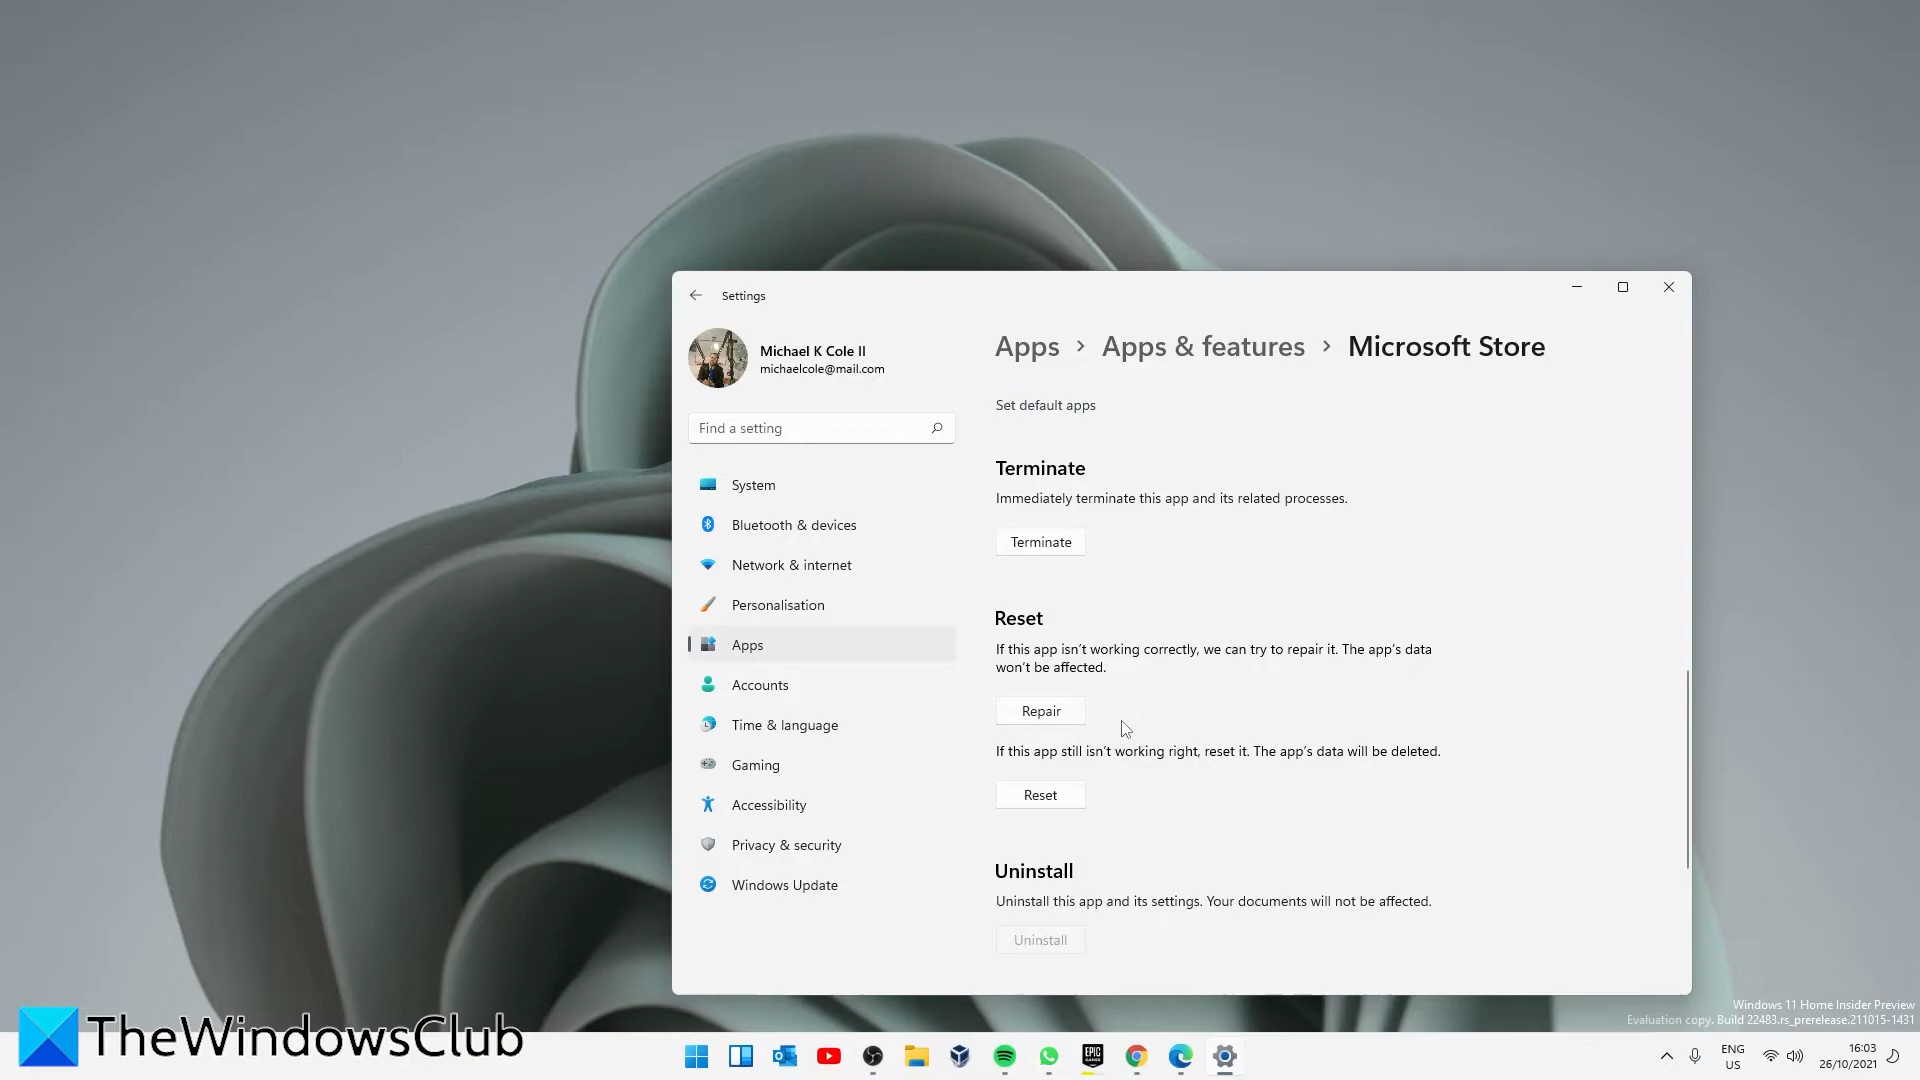 Settings
Michael K Cole II
michaelcole@mail.com
Find a setting
System
Bluetooth & devices
Network & internet
Personalisation
Apps
Accounts
Time & language
Gaming
Accessibility
Privacy & security
Windows Update
Apps > Apps & features > Microsoft Store
Set default apps
Terminate
Immediately terminate this app and its related processes.
Terminate
Reset
If this app isn't working correctly, we can try to repair it. The app's data
won't be affected.
Repair
If this app still isn't working right, reset it. The app's data will be deleted.
Reset
Uninstall
Uninstall this app and its settings. Your documents will not be affected.
Uninstall
Windows 11 Home Insider Preview
Evaluation copy. Build 22483.rs_prerelease.211015-1431
TheWindowsClub
EPIC
GAMES
ENG
US
16:03
26/10/2021